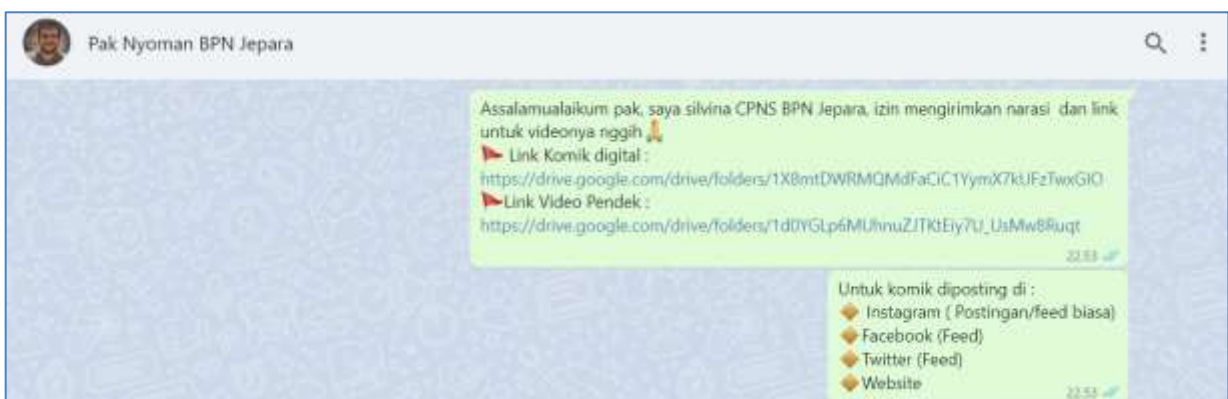 Pak Nyoman BPN Jepara
Assalamualaikum pak, saya silvina CPNS BPN Jepara, izin mengirimkan narasi dan link
untuk videonya nggih
Link Komik digital :
https://drive.google.com/drive/folders/1X8mtDWRMQMdFaCiC1YymX7kUFzTwxGlO
Link Video Pendek :
https://drive.google.com/drive/folders/1d0YGLp6MUhnuZJTKtEiy7U_UsMw8Ruqt
22.53
Untuk komik diposting di :
Instagram ( Postingan/feed biasa)
Facebook (Feed)
Twitter (Feed)
Website
22.53